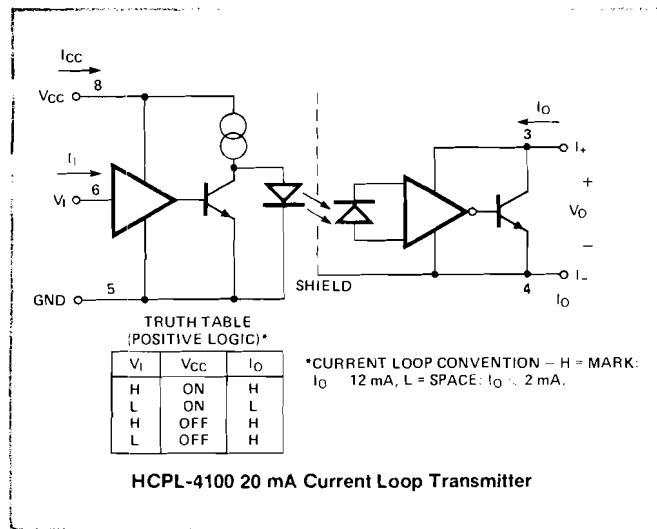 ICC
8
VCC
IO
3
I+
II
6
VI
+
VO
−
5
GND
SHIELD
4
I−
IO
TRUTH TABLE
(POSITIVE LOGIC)*
VI VCC IO
H ON H
L ON L
H OFF H
L OFF H
*CURRENT LOOP CONVENTION – H = MARK:
IO 12 mA, L = SPACE: IO 2 mA.
HCPL-4100 20 mA Current Loop Transmitter